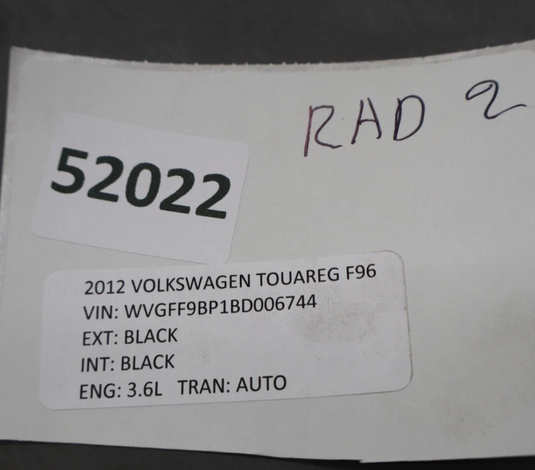 RAD 2
52022
2012 VOLKSWAGEN TOUAREG F96
VIN: WVGFF9BP1BD006744
EXT: BLACK
INT: BLACK
ENG: 3.6L TRAN: AUTO